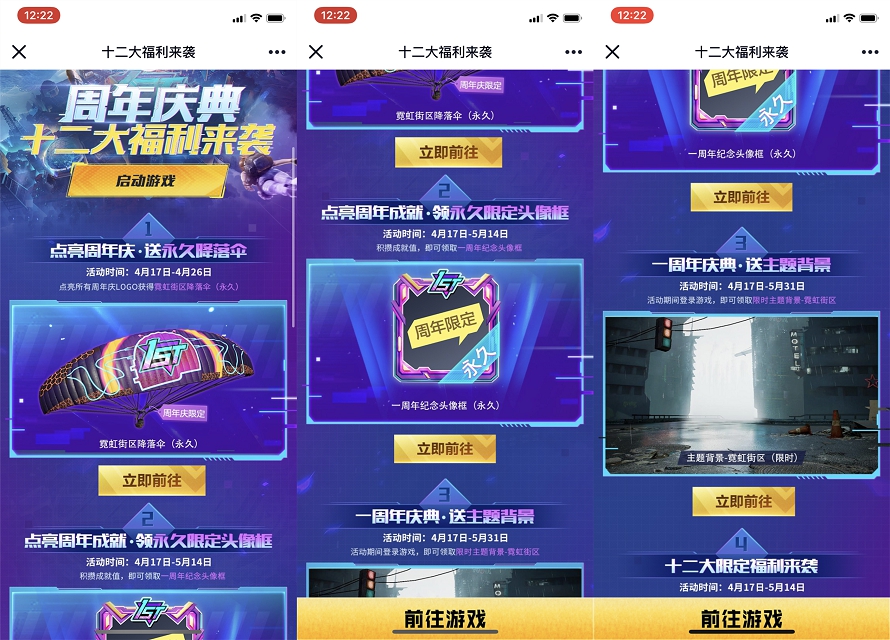 12:22
十二大福利来袭
周年庆典
十二大福利来袭
启动游戏
1
点亮周年庆·送永久降落伞
活动时间：4月17日-4月26日
点亮所有周年庆LOGO获得霓虹街区降落伞（永久）
1ST
周年庆限定
霓虹街区降落伞（永久）
立即前往
2
点亮周年成就·领永久限定头像框
活动时间：4月17日-5月14日
积攒成就值，即可领取一周年纪念头像框
1ST
12:22
十二大福利来袭
周年庆限定
霓虹街区降落伞（永久）
立即前往
2
点亮周年成就·领永久限定头像框
活动时间：4月17日-5月14日
积攒成就值，即可领取一周年纪念头像框
1ST
周年限定
永久
一周年纪念头像框（永久）
立即前往
3
一周年庆典·送主题背景
活动时间：4月17日-5月31日
活动期间登录游戏，即可领取限时主题背景-霓虹街区
前往游戏
12:22
十二大福利来袭
周年限定
永久
一周年纪念头像框（永久）
立即前往
3
一周年庆典·送主题背景
活动时间：4月17日-5月31日
活动期间登录游戏，即可领取限时主题背景-霓虹街区
MOTEL
主题背景-霓虹街区（限时）
立即前往
4
十二大限定福利来袭
活动时间：4月17日-5月14日
前往游戏